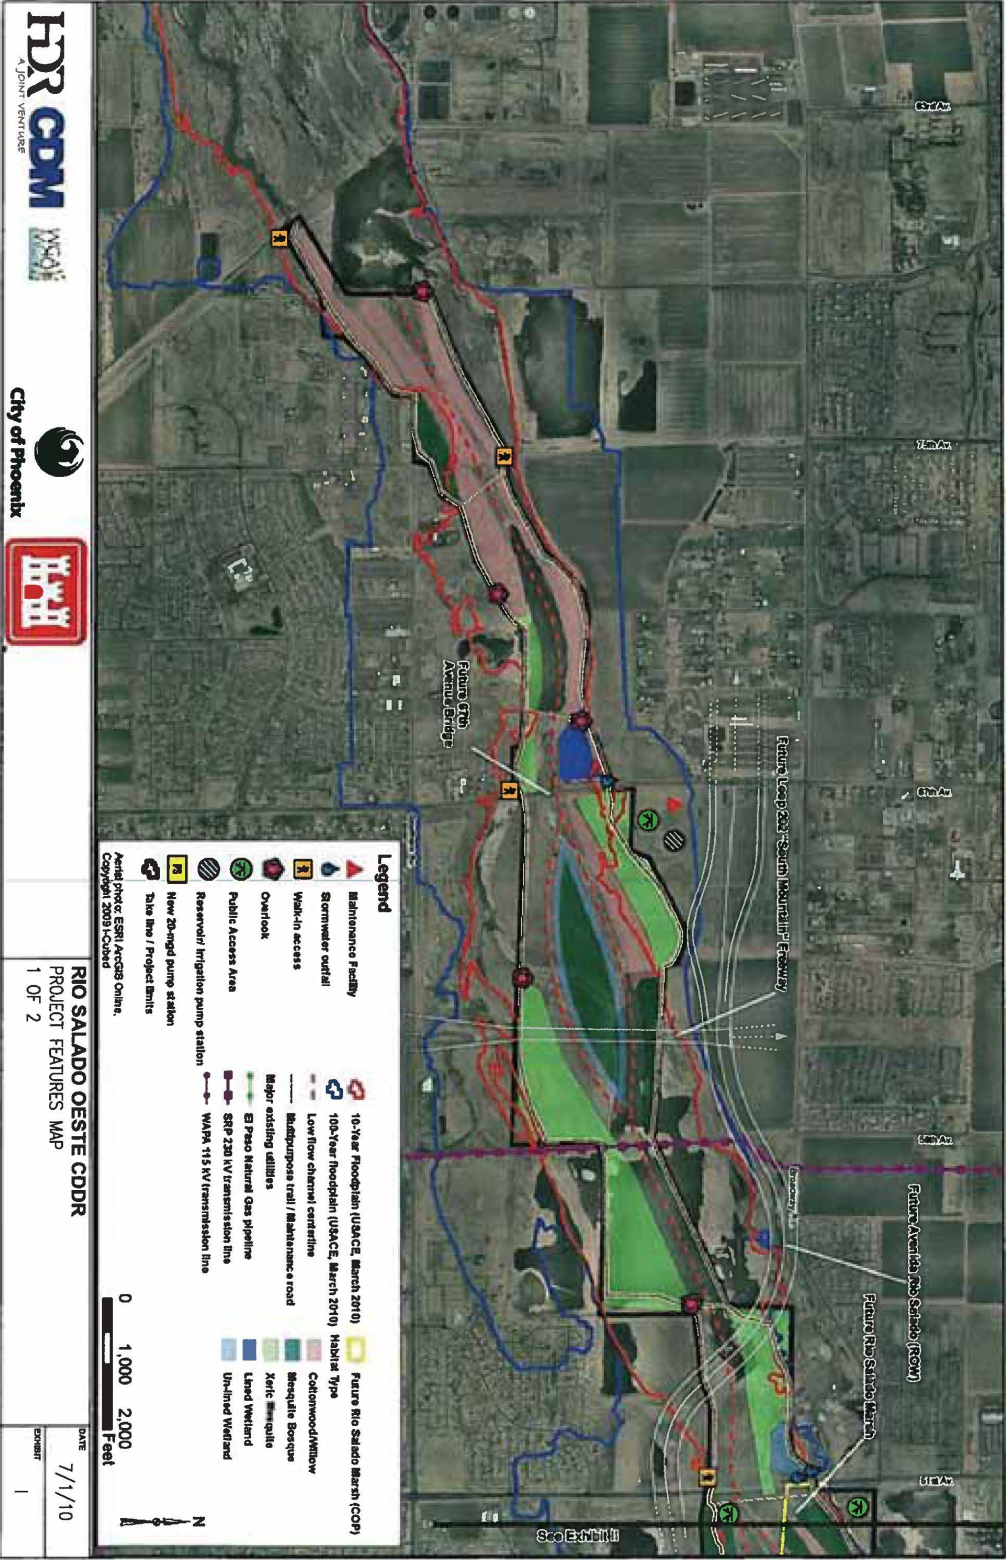 83rd Av.
75th Av.
67th Av.
59th Av.
51st Av.
Future Loop 202 "South Mountain" Freeway
Future Avenida Rio Salado (ROW)
Future Rio Salado Marsh
Future 67th
Avenue Bridge
See Exhibit II
Legend
Maintenance Facility
Stormwater outfall
Walk-in access
Overlook
Public Access Area
Reservoir/ Irrigation pump station
New 20-mgd pump station
Take line / Project limits
10-Year Floodplain (USACE, March 2010)
100-Year floodplain (USACE, March 2010)
Low flow channel centerline
Multipurpose trail / Maintenance road
Major existing utilities
El Paso Natural Gas pipeline
SRP 230 kV transmission line
WAPA 115 kV transmission line
Future Rio Salado Marsh (COP)
Habitat Type
Cottonwood/Willow
Mesquite Bosque
Xeric Mesquite
Lined Wetland
Un-lined Wetland
Aerial photo: ESRI ArcGIS Online,
Copyright 2009 I-Cubed
0 1,000 2,000
Feet
N
HDR CDM
A JOINT VENTURE
City of Phoenix
RIO SALADO OESTE CDDR
PROJECT FEATURES MAP
1 OF 2
DATE
7/1/10
EXHIBIT
I